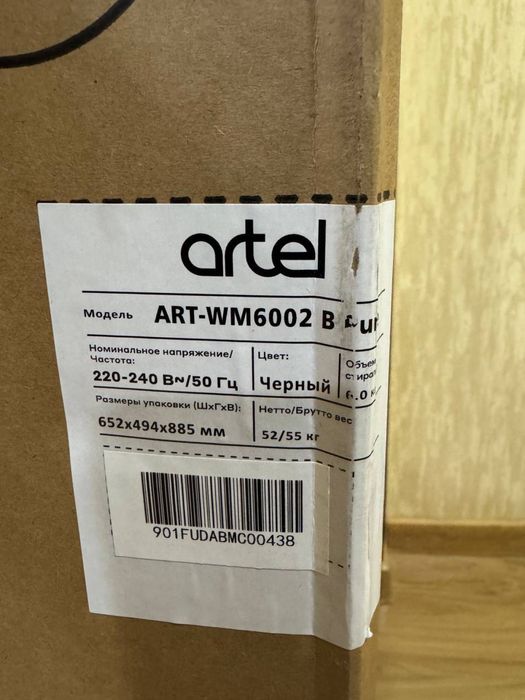 artel
Модель ART-WM6002 B
Номинальное напряжение/
Частота:
220-240 В~/50 Гц
Цвет:
Черный
Размеры упаковки (ШхГхВ):
652х494х885 мм
Нетто/Брутто вес
52/55 кг
901FUDABMC00438